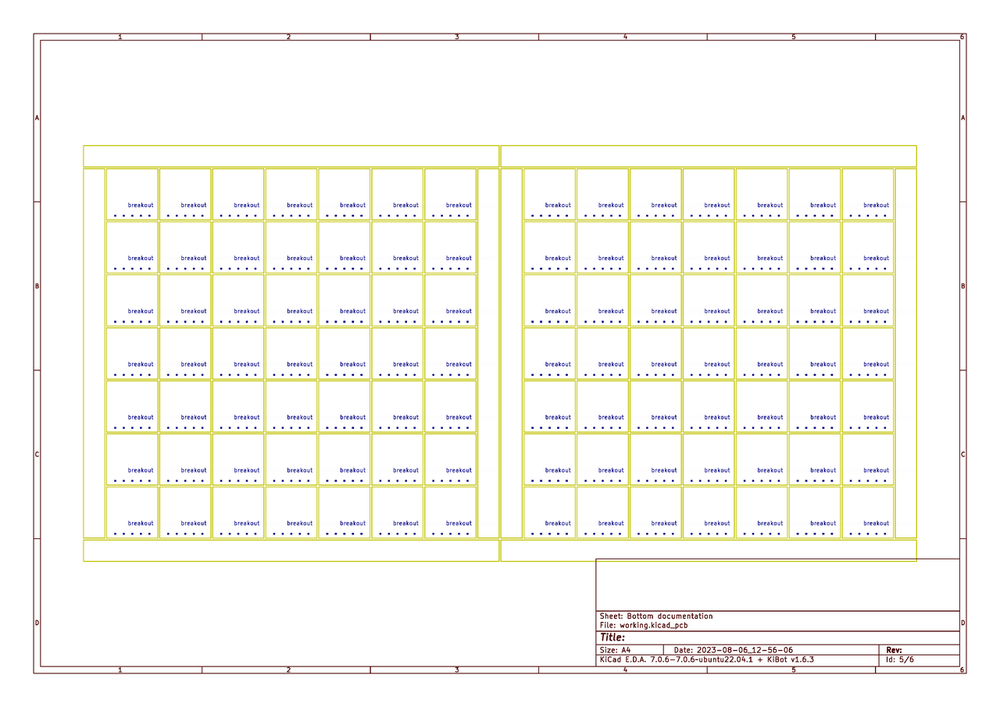 1 2 3 4 5 6
A A
breakout breakout breakout breakout breakout breakout breakout breakout breakout breakout breakout breakout breakout breakout
breakout breakout breakout breakout breakout breakout breakout breakout breakout breakout breakout breakout breakout breakout
B B
breakout breakout breakout breakout breakout breakout breakout breakout breakout breakout breakout breakout breakout breakout
breakout breakout breakout breakout breakout breakout breakout breakout breakout breakout breakout breakout breakout breakout
breakout breakout breakout breakout breakout breakout breakout breakout breakout breakout breakout breakout breakout breakout
C C
breakout breakout breakout breakout breakout breakout breakout breakout breakout breakout breakout breakout breakout breakout
breakout breakout breakout breakout breakout breakout breakout breakout breakout breakout breakout breakout breakout breakout
Sheet: Bottom documentation
D D
File: working.kicad_pcb
Title:
Size: A4 Date: 2023-08-06_12-56-06 Rev:
KiCad E.D.A. 7.0.6-7.0.6~ubuntu22.04.1 + KiBot v1.6.3 Id: 5/6
1 2 3 4 5 6